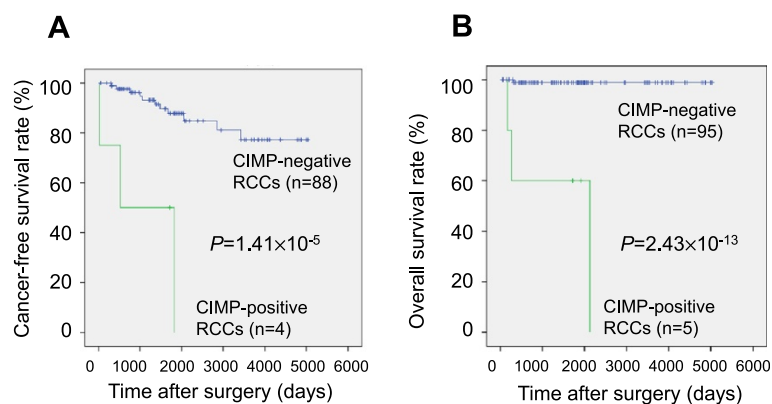 A
Cancer-free survival rate (%)
100
80
60
40
20
0
CIMP-negative
RCCs (n=88)
P=1.41×10-5
CIMP-positive
RCCs (n=4)
0 1000 2000 3000 4000 5000 6000
Time after surgery (days)
B
Overall survival rate (%)
100
80
60
40
20
0
CIMP-negative
RCCs (n=95)
P=2.43×10-13
CIMP-positive
RCCs (n=5)
0 1000 2000 3000 4000 5000 6000
Time after surgery (days)